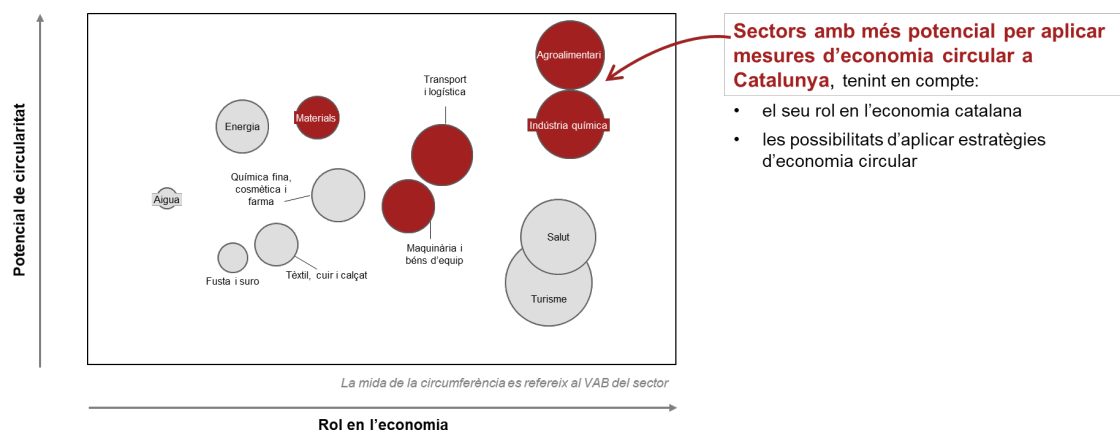 Potencial de circularitat
Agroalimentari
Transport
i logística
Materials
Energia
Indústria química
Química fina,
cosmètica i
farma
Aigua
Salut
Maquinària i
béns d'equip
Tèxtil, cuir i calçat
Fusta i suro
Turisme
La mida de la circumferència es refereix al VAB del sector
Rol en l'economia
Sectors amb més potencial per aplicar
mesures d'economia circular a
Catalunya, tenint en compte:
• el seu rol en l'economia catalana
• les possibilitats d'aplicar estratègies
d'economia circular